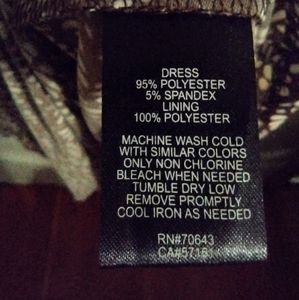 DRESS
95% POLYESTER
5% SPANDEX
LINING
100% POLYESTER
MACHINE WASH COLD
WITH SIMILAR COLORS
ONLY NON CHLORINE
BLEACH WHEN NEEDED
TUMBLE DRY LOW
REMOVE PROMPTLY
COOL IRON AS NEEDED
RN#70643